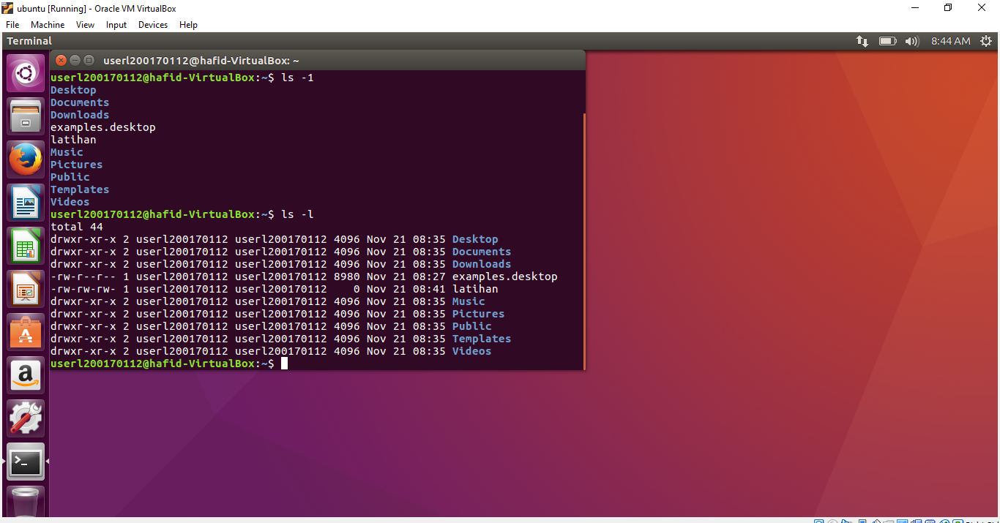 ubuntu [Running] - Oracle VM VirtualBox
File Machine View Input Devices Help
Terminal 8:44 AM
userl200170112@hafid-VirtualBox: ~
userl200170112@hafid-VirtualBox:~$ ls -1
Desktop
Documents
Downloads
examples.desktop
latihan
Music
Pictures
Public
Templates
Videos
userl200170112@hafid-VirtualBox:~$ ls -l
total 44
drwxr-xr-x 2 userl200170112 userl200170112 4096 Nov 21 08:35 Desktop
drwxr-xr-x 2 userl200170112 userl200170112 4096 Nov 21 08:35 Documents
drwxr-xr-x 2 userl200170112 userl200170112 4096 Nov 21 08:35 Downloads
-rw-r--r-- 1 userl200170112 userl200170112 8980 Nov 21 08:27 examples.desktop
-rw-rw-rw- 1 userl200170112 userl200170112    0 Nov 21 08:41 latihan
drwxr-xr-x 2 userl200170112 userl200170112 4096 Nov 21 08:35 Music
drwxr-xr-x 2 userl200170112 userl200170112 4096 Nov 21 08:35 Pictures
drwxr-xr-x 2 userl200170112 userl200170112 4096 Nov 21 08:35 Public
drwxr-xr-x 2 userl200170112 userl200170112 4096 Nov 21 08:35 Templates
drwxr-xr-x 2 userl200170112 userl200170112 4096 Nov 21 08:35 Videos
userl200170112@hafid-VirtualBox:~$